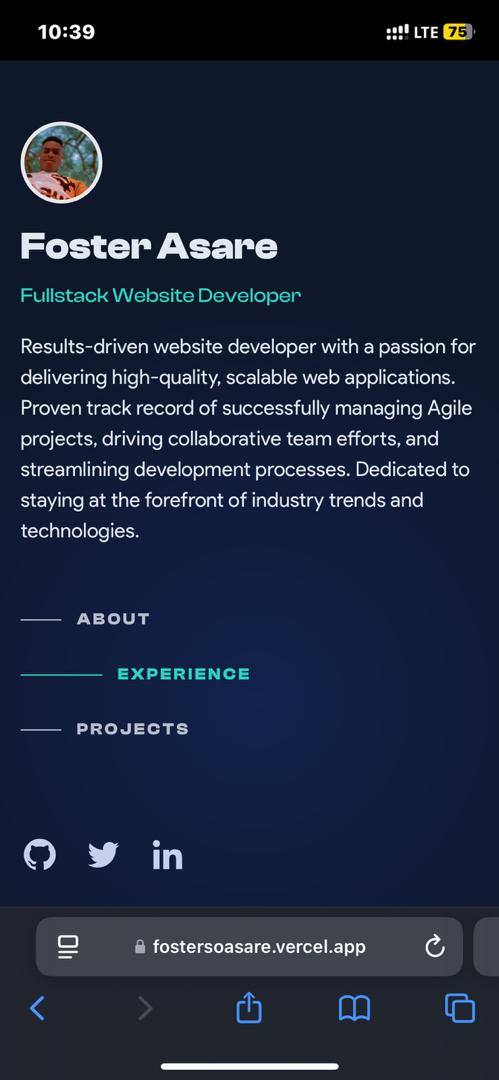 10:39
LTE 75
Foster Asare
Fullstack Website Developer
Results-driven website developer with a passion for
delivering high-quality, scalable web applications.
Proven track record of successfully managing Agile
projects, driving collaborative team efforts, and
streamlining development processes. Dedicated to
staying at the forefront of industry trends and
technologies.
ABOUT
EXPERIENCE
PROJECTS
in
fostersoasare.vercel.app